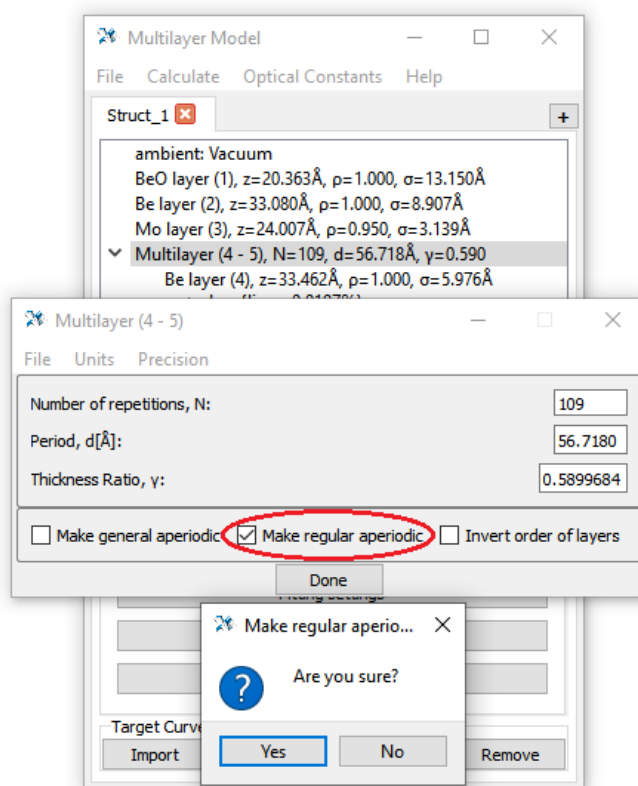 Multilayer Model
File Calculate Optical Constants Help
Struct_1
+
ambient: Vacuum
BeO layer (1), z=20.363Å, ρ=1.000, σ=13.150Å
Be layer (2), z=33.080Å, ρ=1.000, σ=8.907Å
Mo layer (3), z=24.007Å, ρ=0.950, σ=3.139Å
Multilayer (4 - 5), N=109, d=56.718Å, γ=0.590
Be layer (4), z=33.462Å, ρ=1.000, σ=5.976Å
Multilayer (4 - 5)
File Units Precision
Number of repetitions, N: 109
Period, d[Å]: 56.7180
Thickness Ratio, γ: 0.5899684
Make general aperiodic Make regular aperiodic Invert order of layers
Done
Make regular aperio...
Are you sure?
Yes No
Target Curve
Import Remove